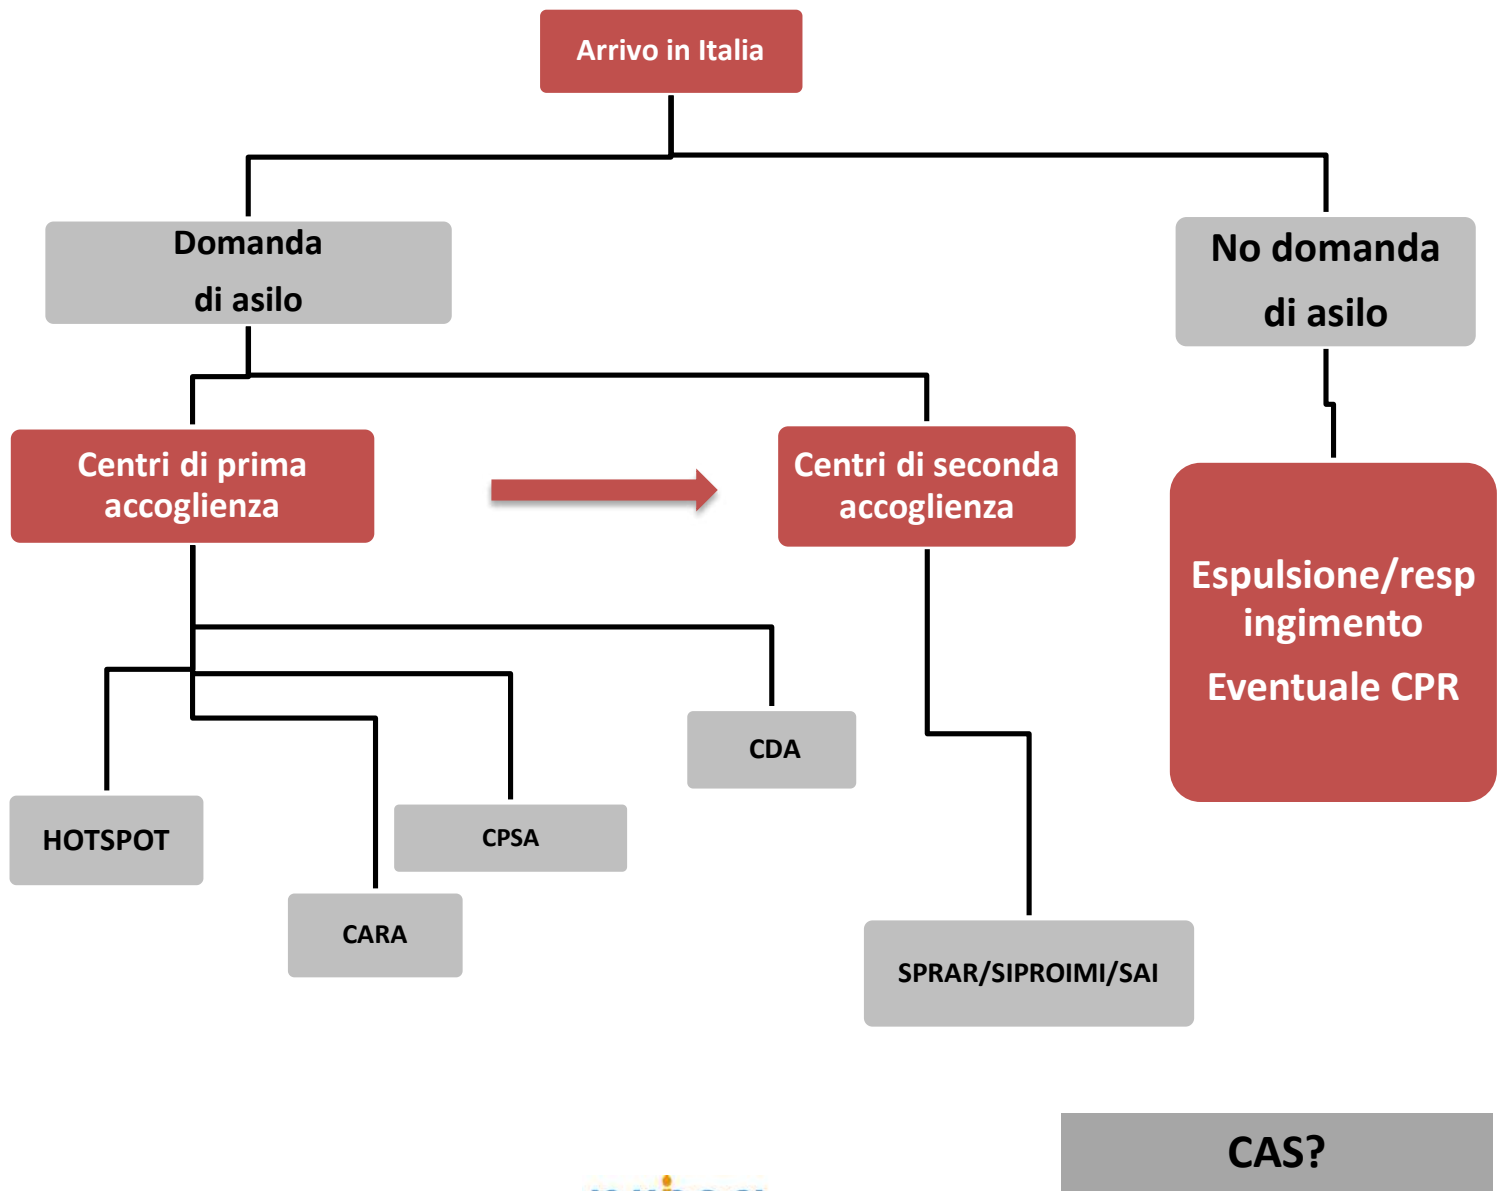 Arrivo in Italia
Domanda
di asilo
No domanda
di asilo
Centri di prima
accoglienza
Centri di seconda
accoglienza
Espulsione/resp
ingimento
Eventuale CPR
CDA
HOTSPOT
CPSA
CARA
SPRAR/SIPROIMI/SAI
CAS?